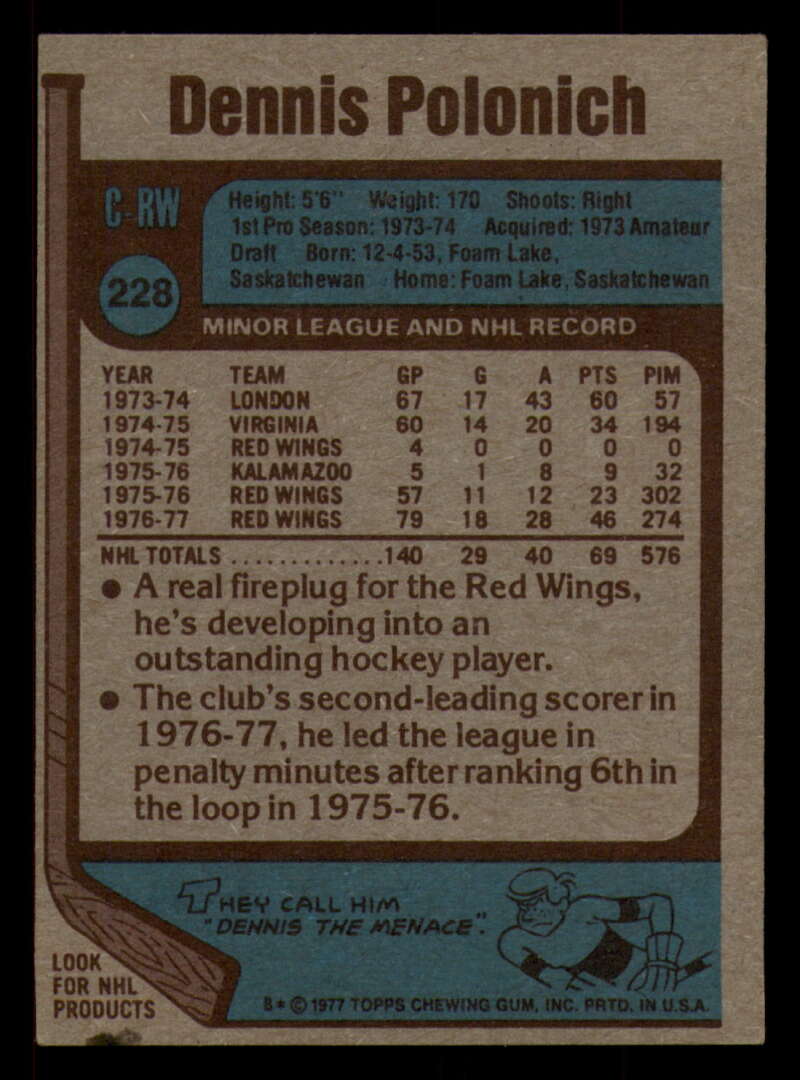 Dennis Polonich
C-RW
228
Height: 5'6" Weight: 170 Shoots: Right
1st Pro Season: 1973-74 Acquired: 1973 Amateur
Draft Born: 12-4-53, Foam Lake,
Saskatchewan Home: Foam Lake, Saskatchewan
MINOR LEAGUE AND NHL RECORD
YEAR TEAM GP G A PTS PIM
1973-74 LONDON 67 17 43 60 57
1974-75 VIRGINIA 60 14 20 34 194
1974-75 RED WINGS 4 0 0 0 0
1975-76 KALAMAZOO 5 1 8 9 32
1975-76 RED WINGS 57 11 12 23 302
1976-77 RED WINGS 79 18 28 46 274
NHL TOTALS .............140 29 40 69 576
● A real fireplug for the Red Wings,
he's developing into an
outstanding hockey player.
● The club's second-leading scorer in
1976-77, he led the league in
penalty minutes after ranking 6th in
the loop in 1975-76.
THEY CALL HIM
"DENNIS THE MENACE".
LOOK
FOR NHL
PRODUCTS
B* © 1977 TOPPS CHEWING GUM, INC. PRTD. IN U.S.A.